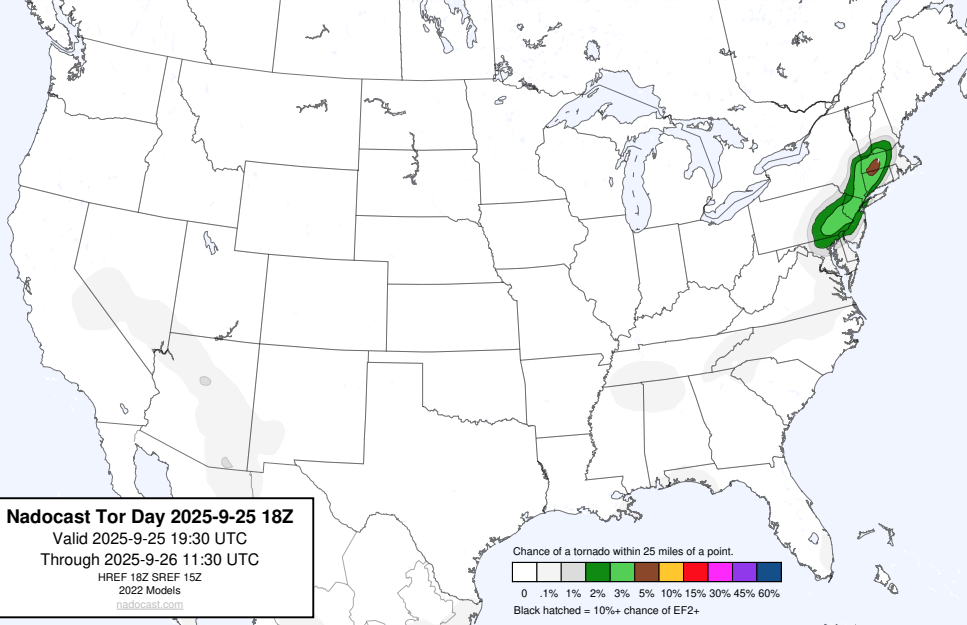 Nadocast Tor Day 2025-9-25 18Z
Valid 2025-9-25 19:30 UTC
Through 2025-9-26 11:30 UTC
HREF 18Z SREF 15Z
2022 Models
nadocast.com
Chance of a tornado within 25 miles of a point.
0 .1% 1% 2% 3% 5% 10% 15% 30% 45% 60%
Black hatched = 10%+ chance of EF2+